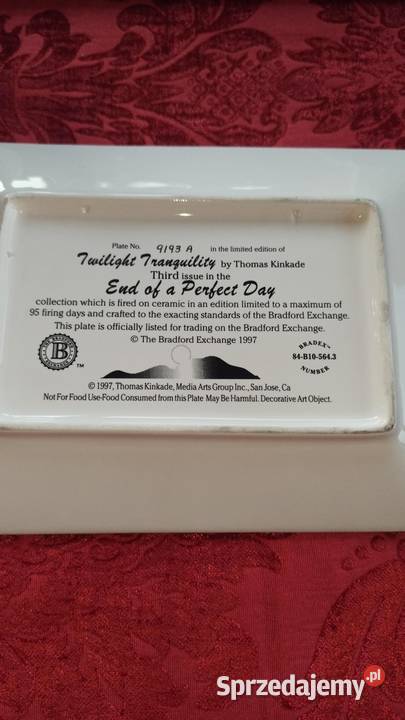 Plate No. 9193 A in the limited edition of
Twilight Tranquility by Thomas Kinkade
Third issue in the
End of a Perfect Day
collection which is fired on ceramic in an edition limited to a maximum of
95 firing days and crafted to the exacting standards of the Bradford Exchange.
This plate is officially listed for trading on the Bradford Exchange.
© The Bradford Exchange 1997
B
TM
BRADEX
84-B10-564.3
NUMBER
© 1997, Thomas Kinkade, Media Arts Group Inc., San Jose, Ca
Not For Food Use-Food Consumed from this Plate May Be Harmful. Decorative Art Object.
Sprzedajemy.pl